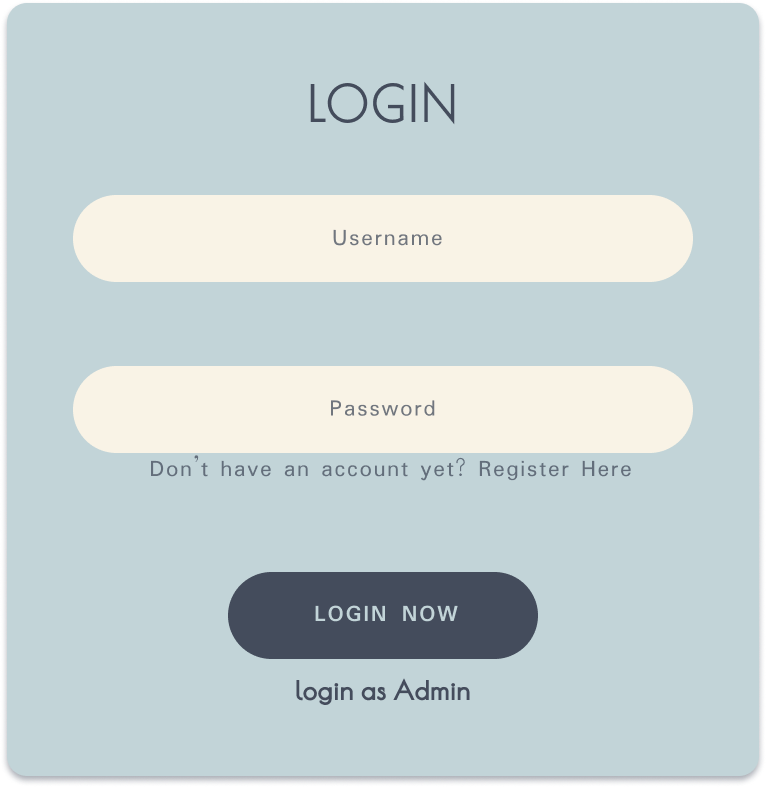 LOGIN
Username
Password
Don't have an account yet? Register Here
LOGIN NOW
login as Admin